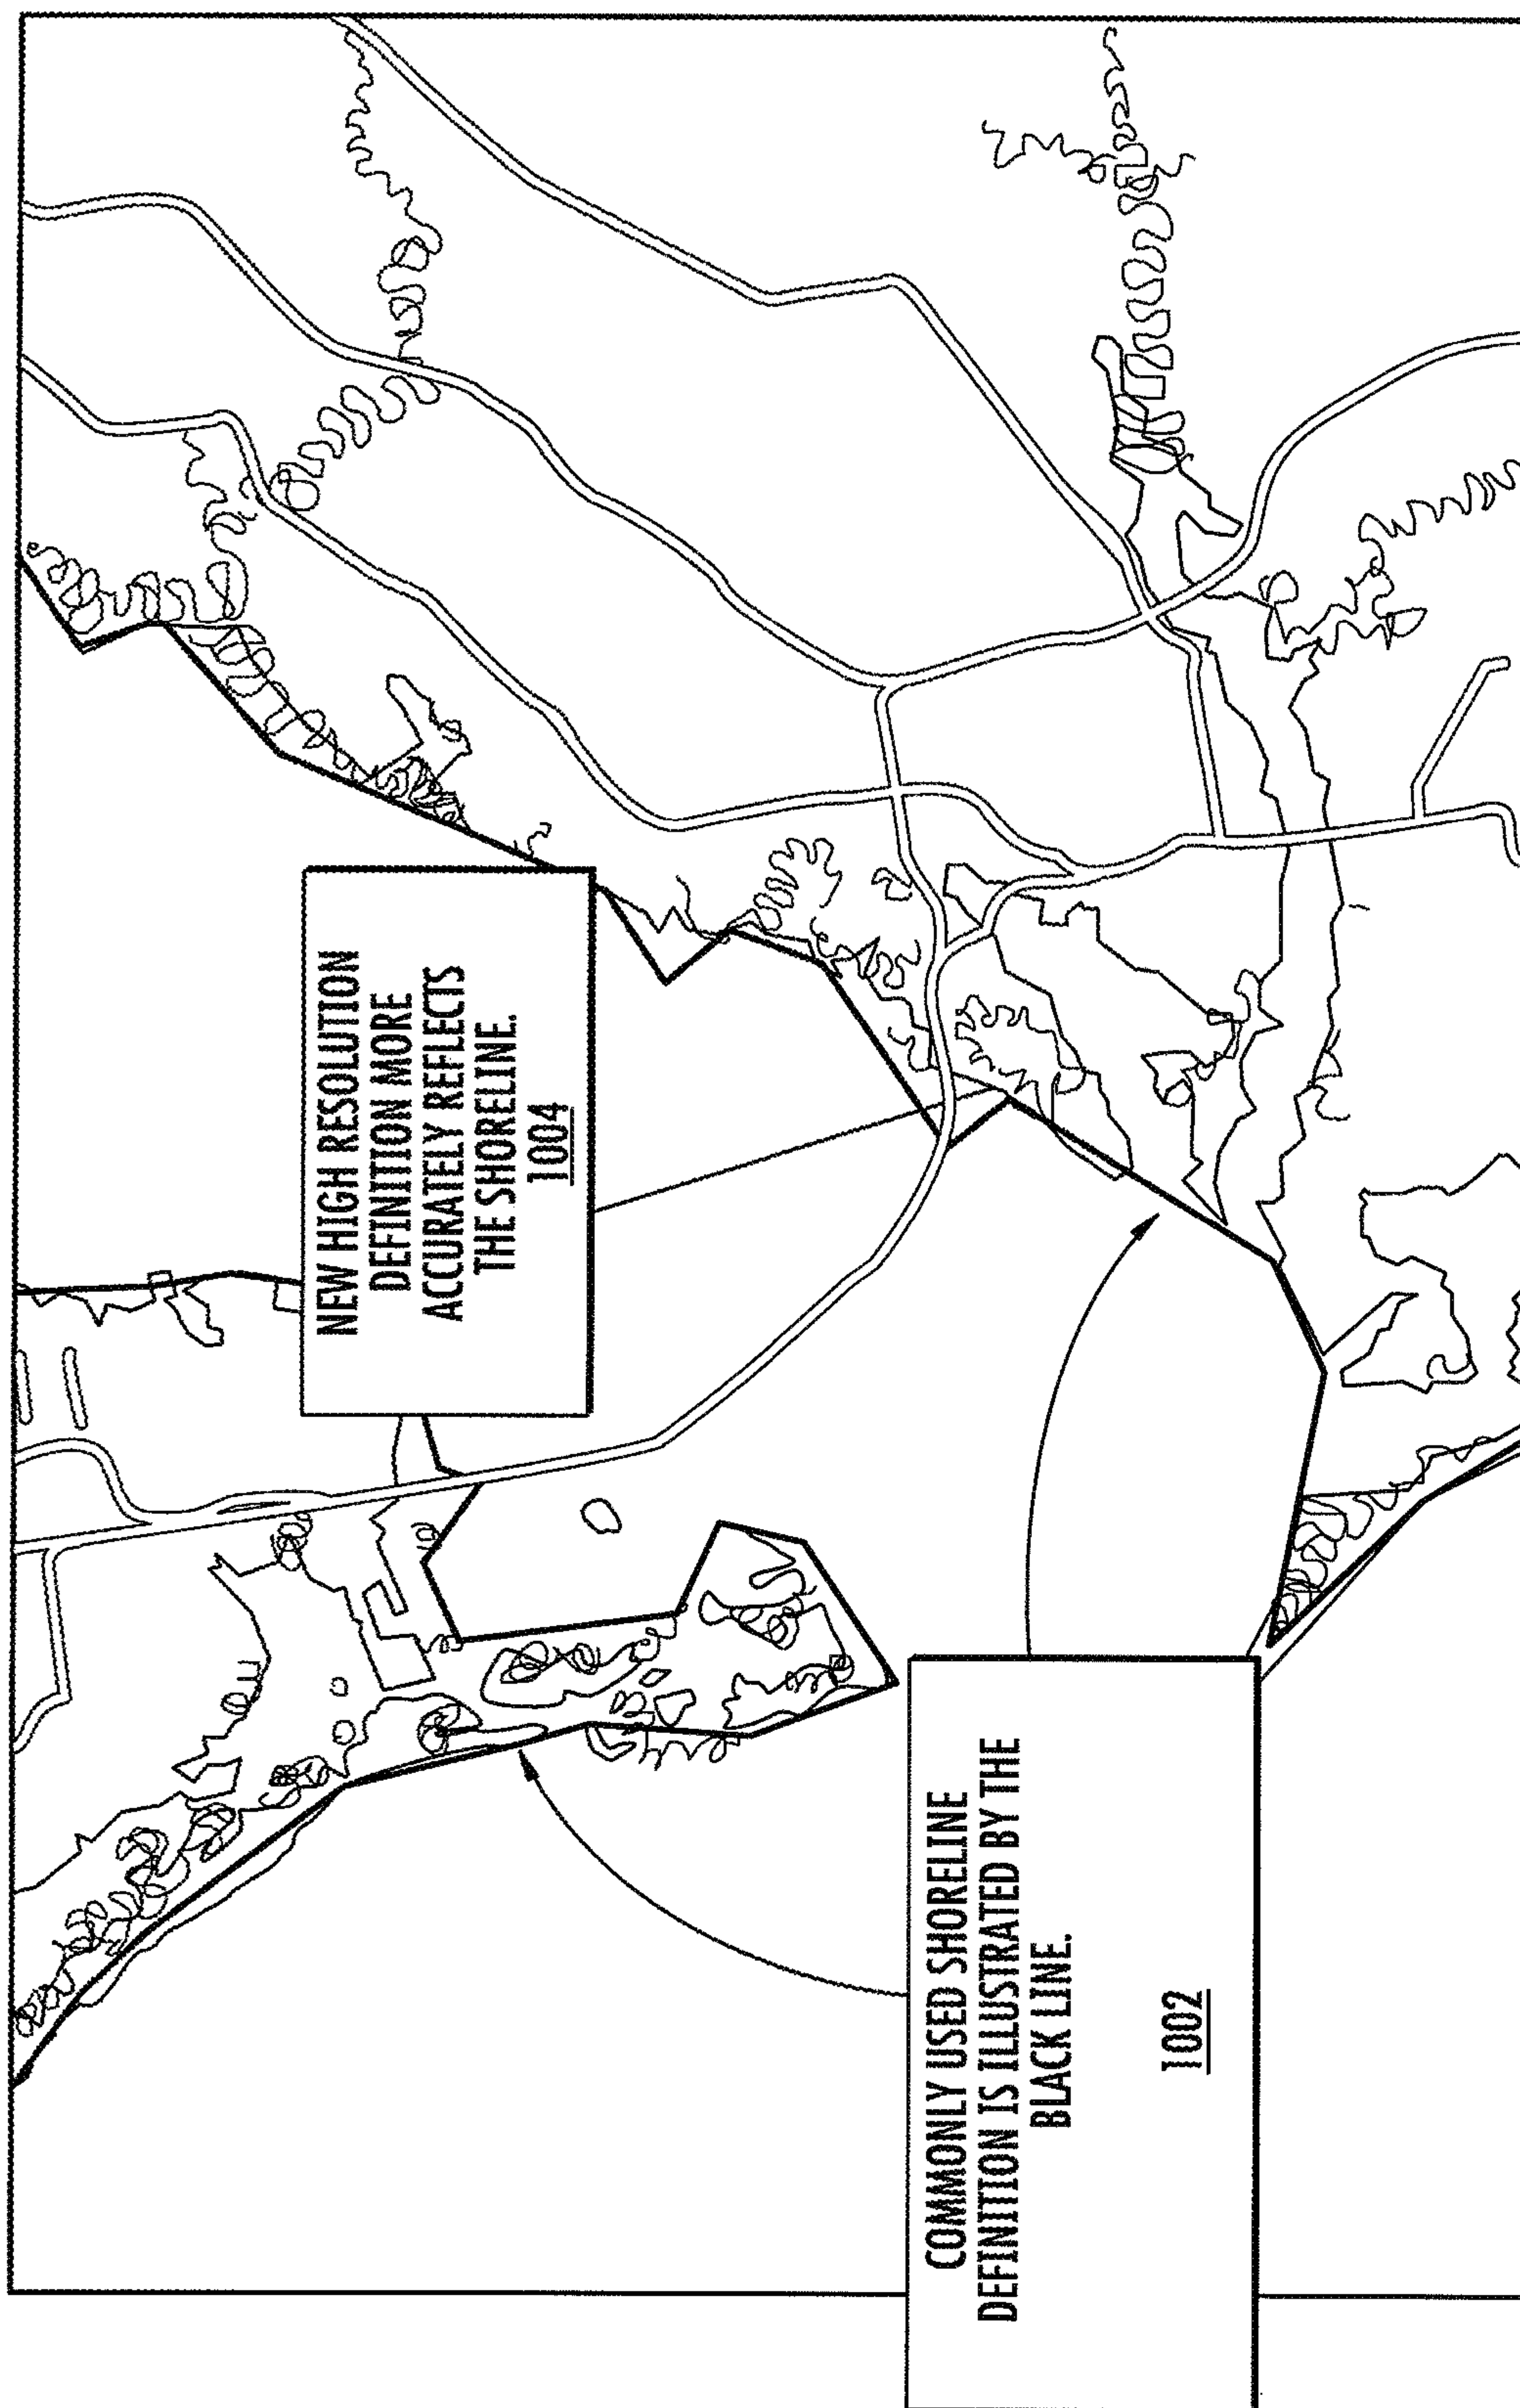 NEW HIGH RESOLUTION
DEFINITION MORE
ACCURATELY REFLECTS
THE SHORELINE.
1004
COMMONLY USED SHORELINE
DEFINITION IS ILLUSTRATED BY THE
BLACK LINE.
1002